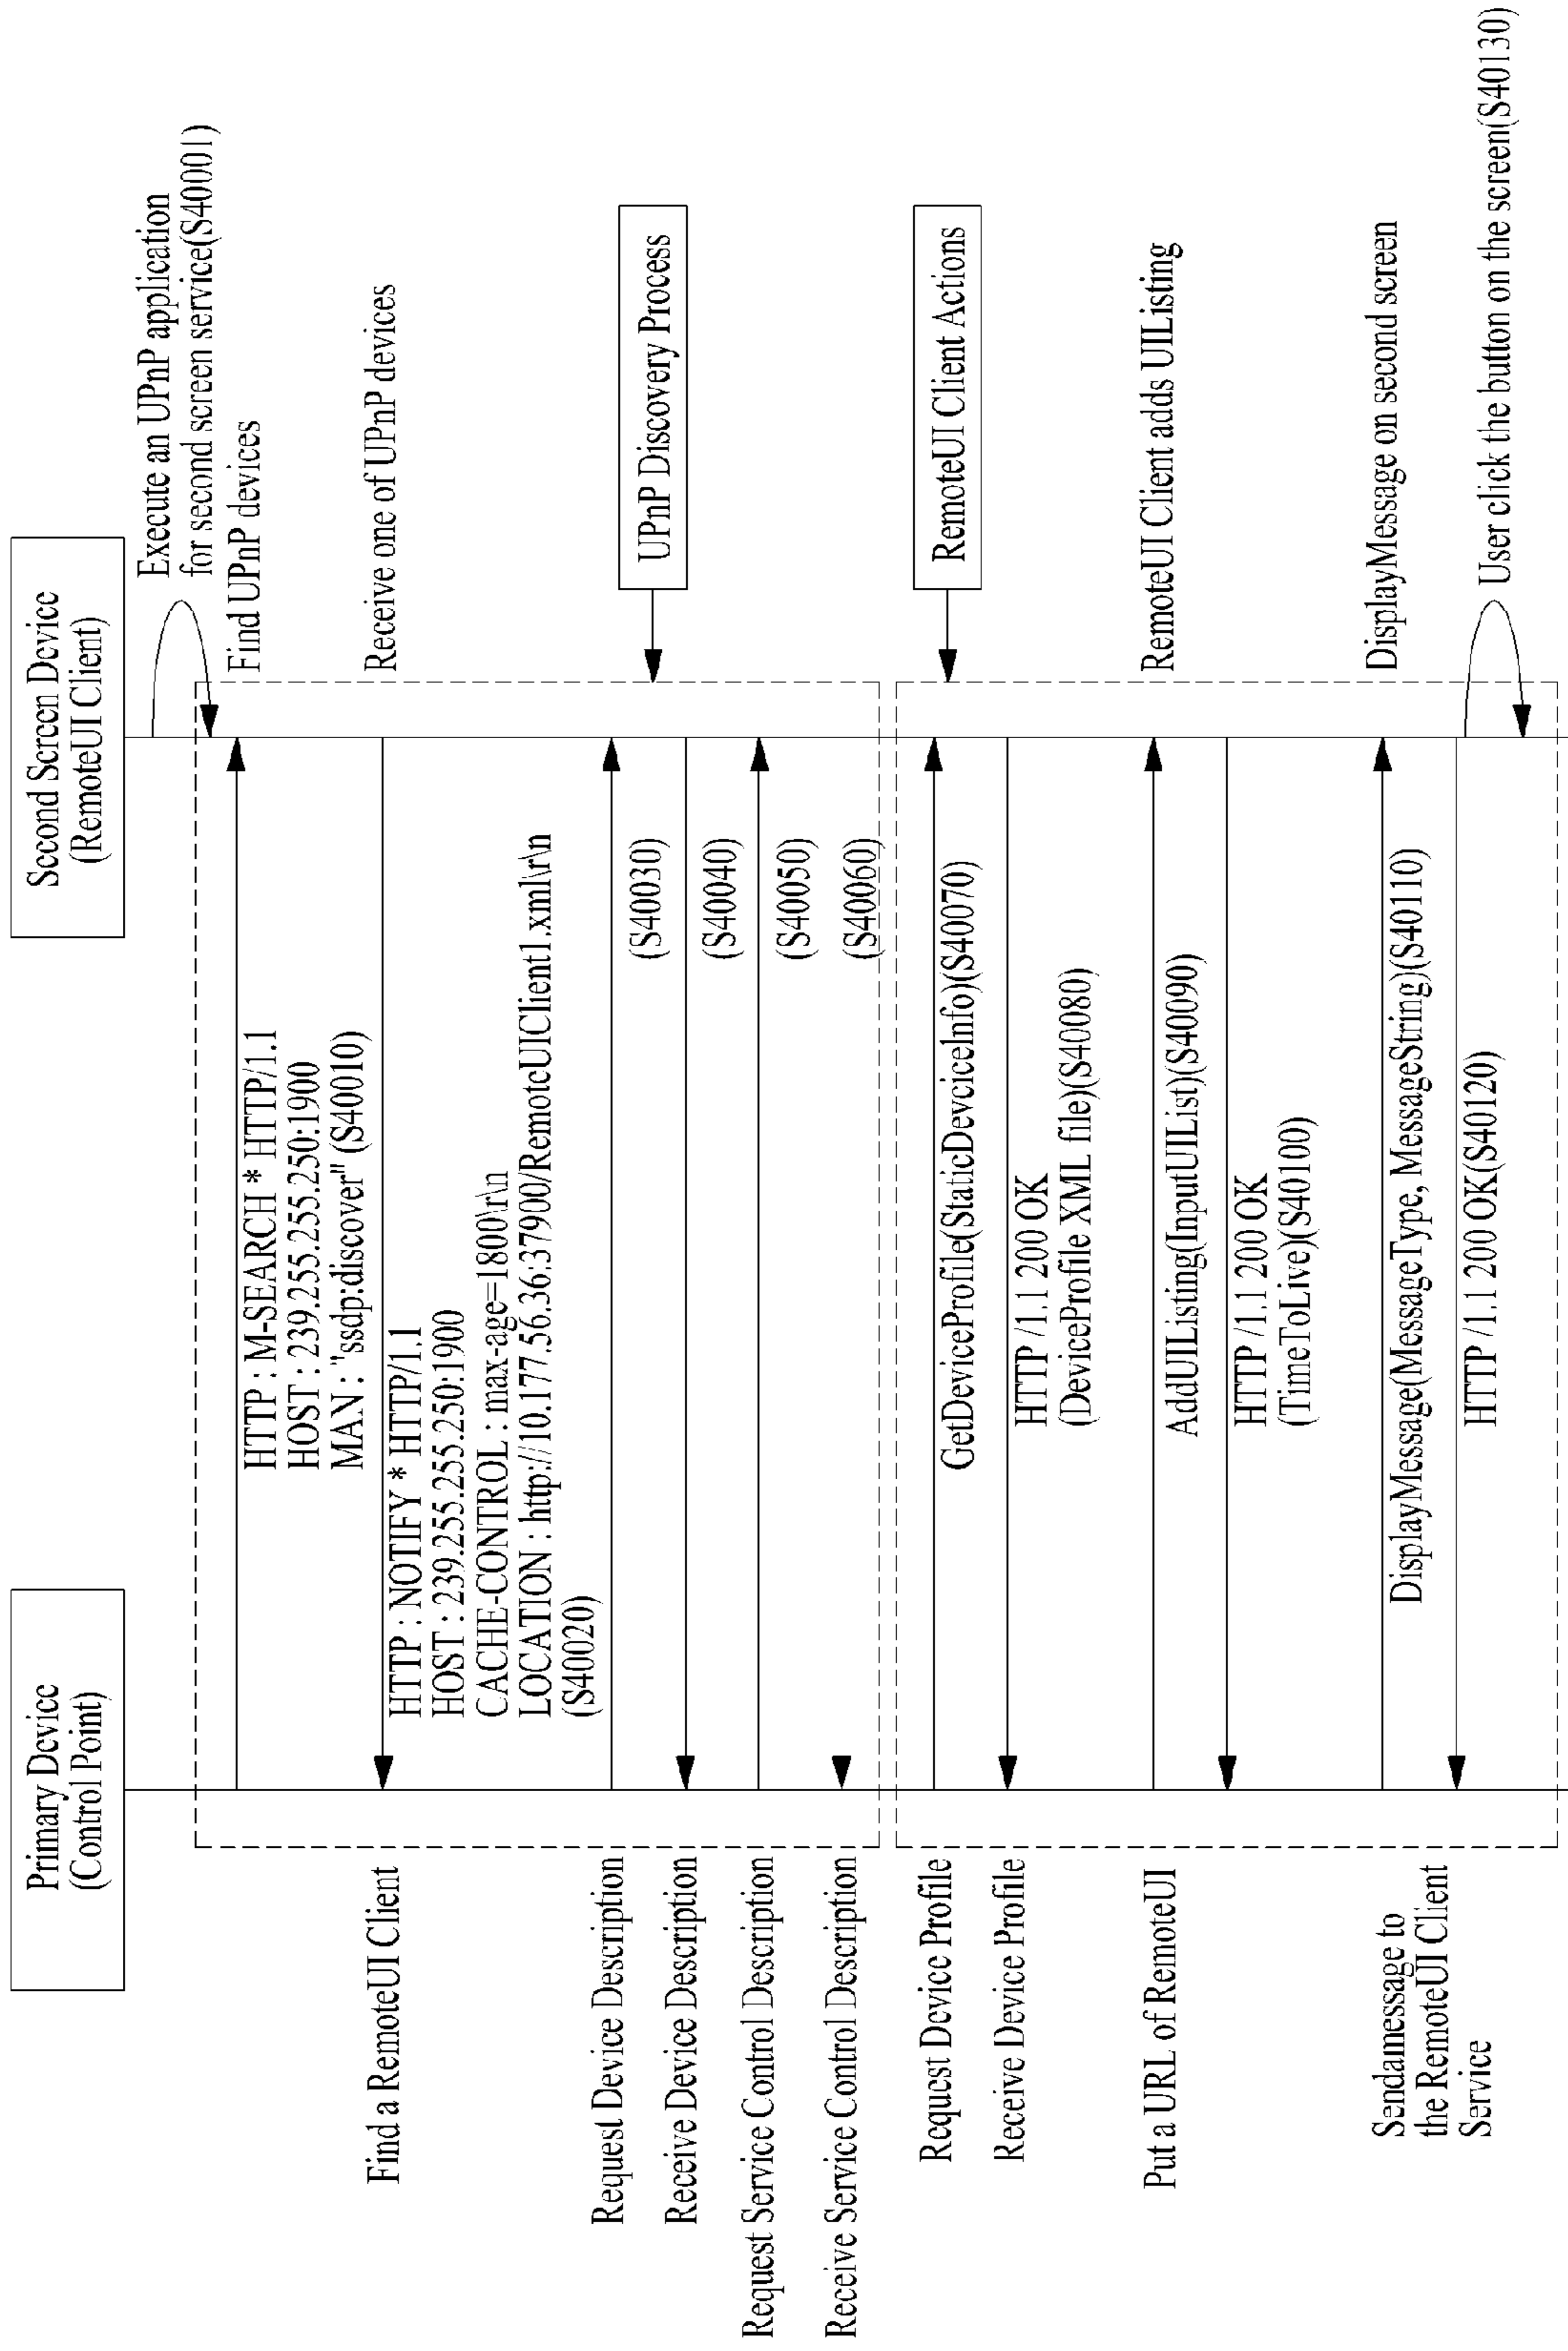 Primary Device
(Control Point)
Second Screen Device
(RemoteUI Client)
Execute an UPnP application
for second screen service(S40001)
Find UPnP devices
HTTP : M-SEARCH * HTTP/1.1
HOST : 239.255.255.250:1900
MAN : "ssdp:discover" (S40010)
Find a RemoteUI Client
Receive one of UPnP devices
HTTP : NOTIFY * HTTP/1.1
HOST : 239.255.255.250:1900
CACHE-CONTROL : max-age=1800\r\n
LOCATION : http://10.177.56.36:37900/RemoteUIClient1.xml\r\n
(S40020)
Request Device Description
(S40030)
UPnP Discovery Process
Receive Device Description
(S40040)
Request Service Control Description
(S40050)
Receive Service Control Description
(S40060)
Request Device Profile
GetDeviceProfile(StaticDevciceInfo)(S40070)
RemoteUI Client Actions
Receive Device Profile
HTTP /1.1 200 OK
(DeviceProfile XML file)(S40080)
Put a URL of RemoteUI
AddUIListing(InputUIList)(S40090)
RemoteUI Client adds UIListing
HTTP /1.1 200 OK
(TimeToLive)(S40100)
Sendamessage to
the RemoteUI Client
Service
DisplayMessage(MessageType, MessageString)(S40110)
DisplayMessage on second screen
HTTP /1.1 200 OK(S40120)
User click the button on the screen(S40130)